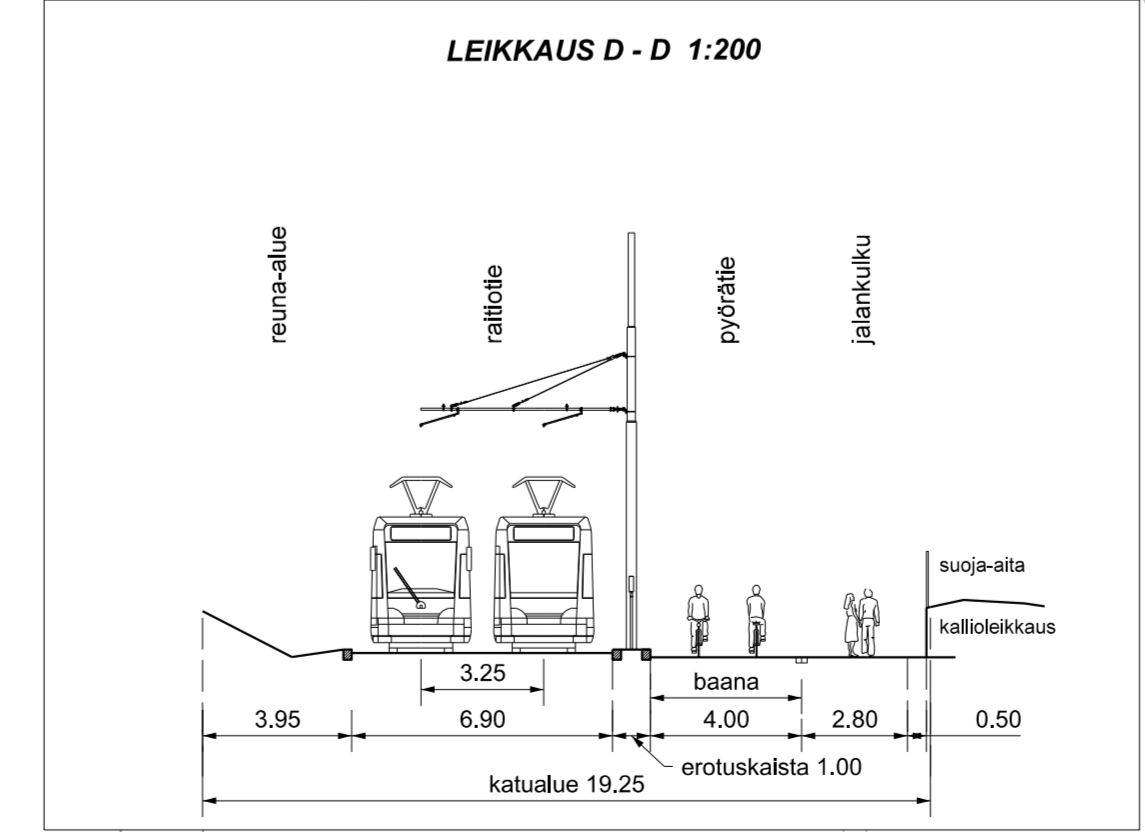 LEIKKAUS D - D 1:200
reuna-alue
raitiotie
pyörätie
jalankulku
suoja-aita
kallioleikkaus
3.25
baana
3.95
6.90
4.00
2.80
0.50
erotuskaista 1.00
katualue 19.25